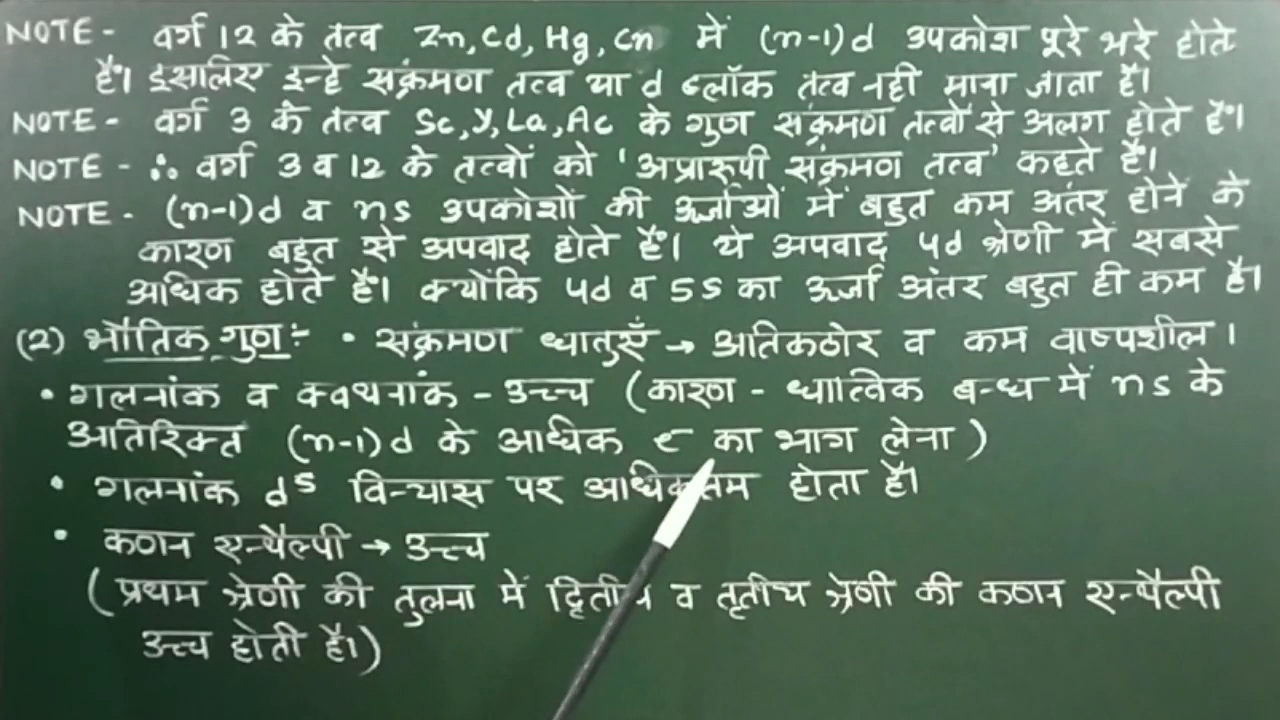 NOTE - वर्ग 12 के तत्व Zn, Cd, Hg, Cn में (n-1)d उपकोश पूरे भरे होते
हैं। इसलिए इन्हे संक्रमण तत्व या d ब्लॉक तत्व नही माना जाता है।
NOTE - वर्ग 3 के तत्व Sc, Y, La, Ac के गुण संक्रमण तत्वों से अलग होते हैं।
NOTE - ∴ वर्ग 3 व 12 के तत्वों को 'अप्रारूपी संक्रमण तत्व' कहते हैं।
NOTE - (n-1)d व ns उपकोशों की ऊर्जाओं में बहुत कम अंतर होने के
कारण बहुत से अपवाद होते हैं। ये अपवाद 4d श्रेणी में सबसे
अधिक होते हैं। क्योंकि 4d व 5s का ऊर्जा अंतर बहुत ही कम है।
(2) भौतिक गुण :- • संक्रमण धातुएँ → अतिकठोर व कम वाष्पशील।
• गलनांक व क्वथनांक - उच्च (कारण - धात्विक बन्ध में ns के
अतिरिक्त (n-1)d के अधिक e⁻ का भाग लेना)
• गलनांक d⁵ विन्यास पर अधिकतम होता है।
• कणन एन्थैल्पी → उच्च
(प्रथम श्रेणी की तुलना में द्वितीय व तृतीय श्रेणी की कणन एन्थैल्पी
उच्च होती है।)